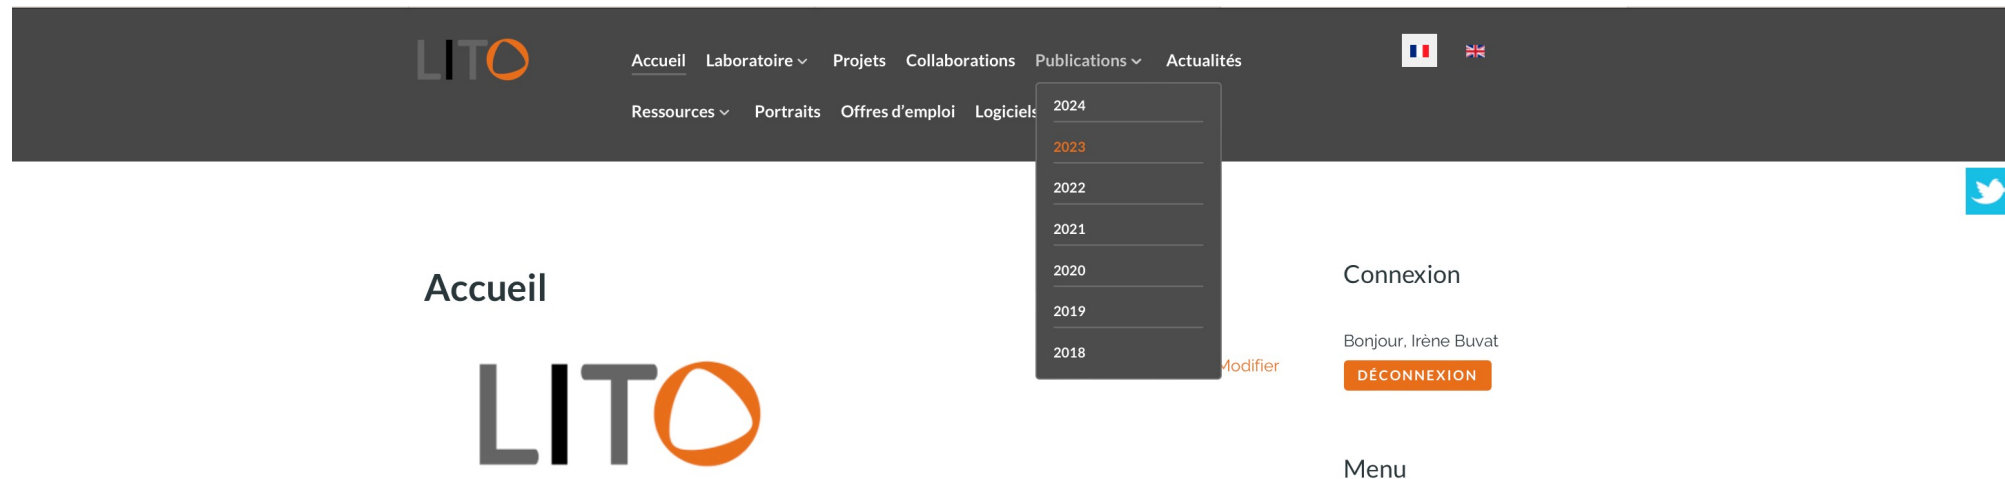 LITO
Accueil Laboratoire Projets Collaborations Publications Actualités
Ressources Portraits Offres d'emploi Logiciels
2024
2023
2022
2021
2020
2019
2018
Accueil
LITO
Modifier
Connexion
Bonjour, Irène Buvat
DÉCONNEXION
Menu